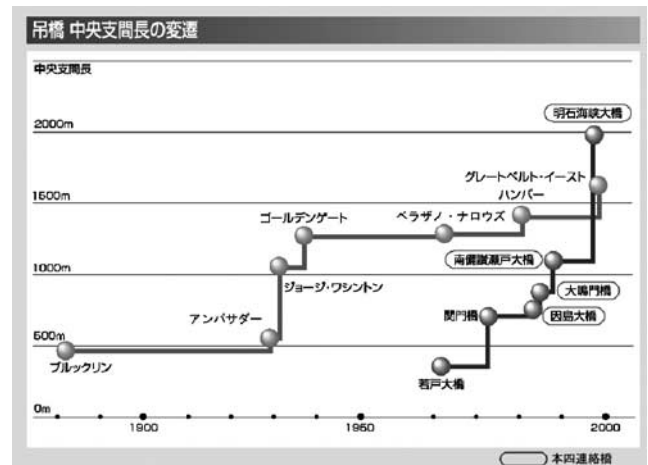 吊橋 中央支間長の変遷
中央支間長
2000m
明石海峡大橋
グレートベルト・イースト
1500m
ハンバー
ゴールデンゲート
ベラザノ・ナロウズ
南備讃瀬戸大橋
1000m
ジョージ・ワシントン
大鳴門橋
アンバサダー
関門橋
因島大橋
500m
ブルックリン
若戸大橋
0m
1900
1950
2000
本四連絡橋